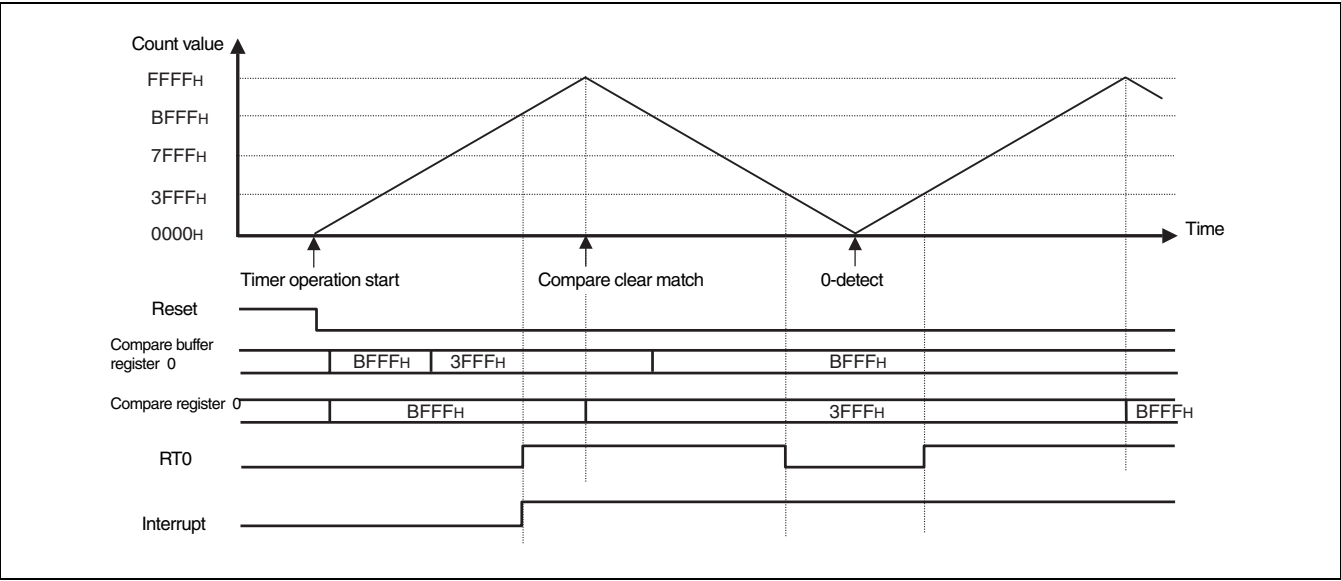 Count value
FFFFH
BFFFH
7FFFH
3FFFH
0000H
Time
Timer operation start
Compare clear match
0-detect
Reset
Compare buffer
register 0
BFFFH
3FFFH
BFFFH
Compare register 0
BFFFH
3FFFH
BFFFH
RT0
Interrupt